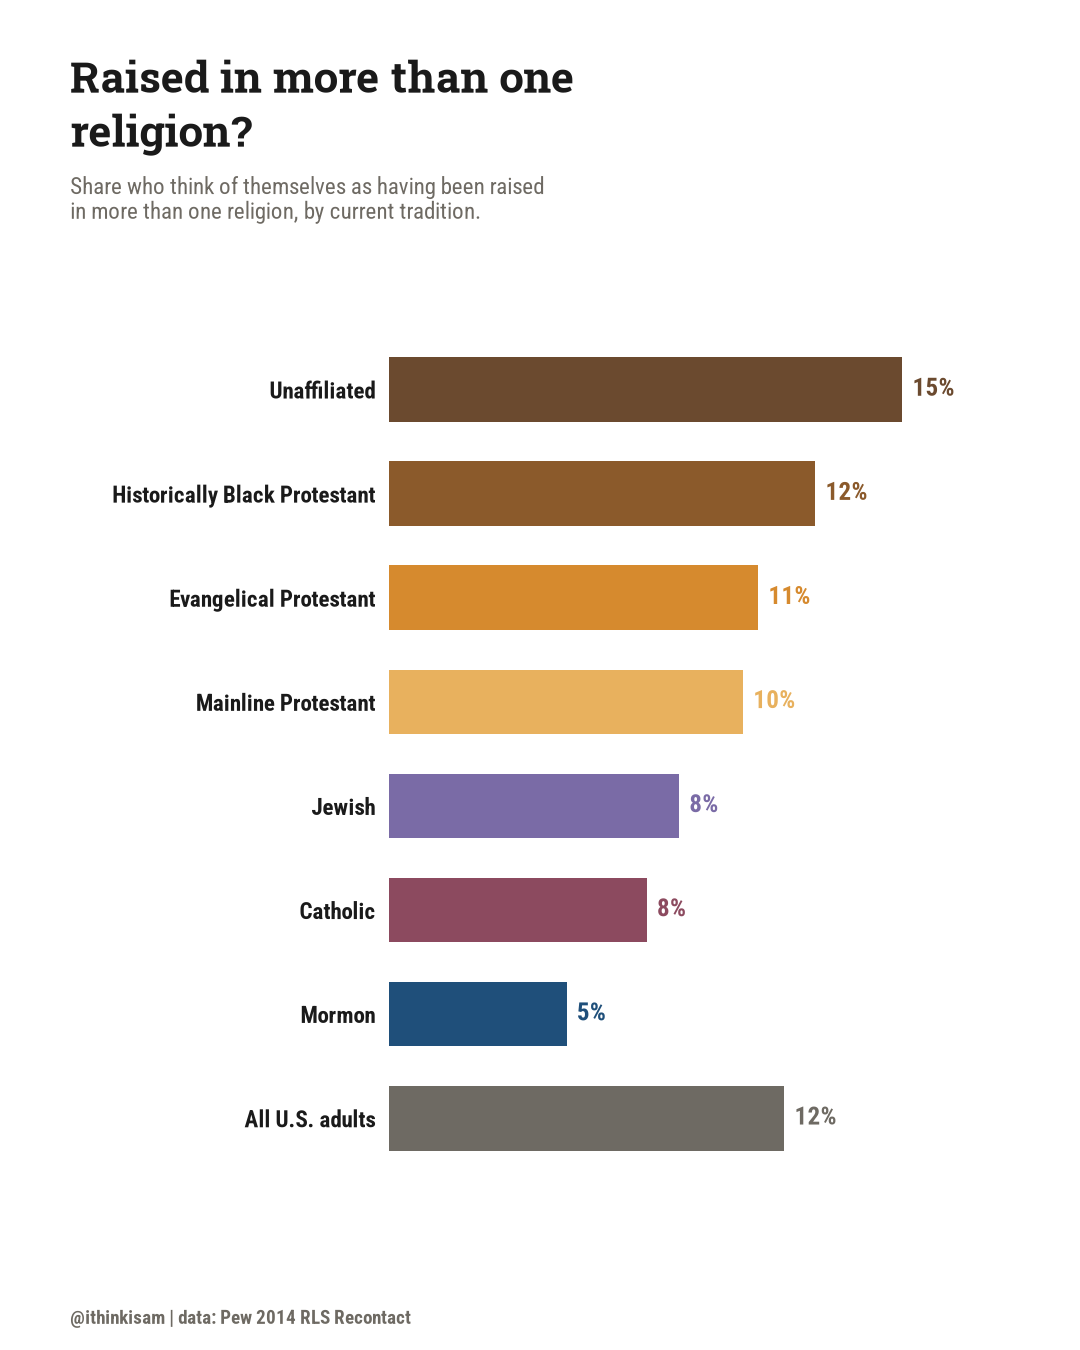 Raised in more than one
religion?
Share who think of themselves as having been raised
in more than one religion, by current tradition.
Unaffiliated 15%
Historically Black Protestant 12%
Evangelical Protestant 11%
Mainline Protestant 10%
Jewish 8%
Catholic 8%
Mormon 5%
All U.S. adults 12%
@ithinkisam | data: Pew 2014 RLS Recontact